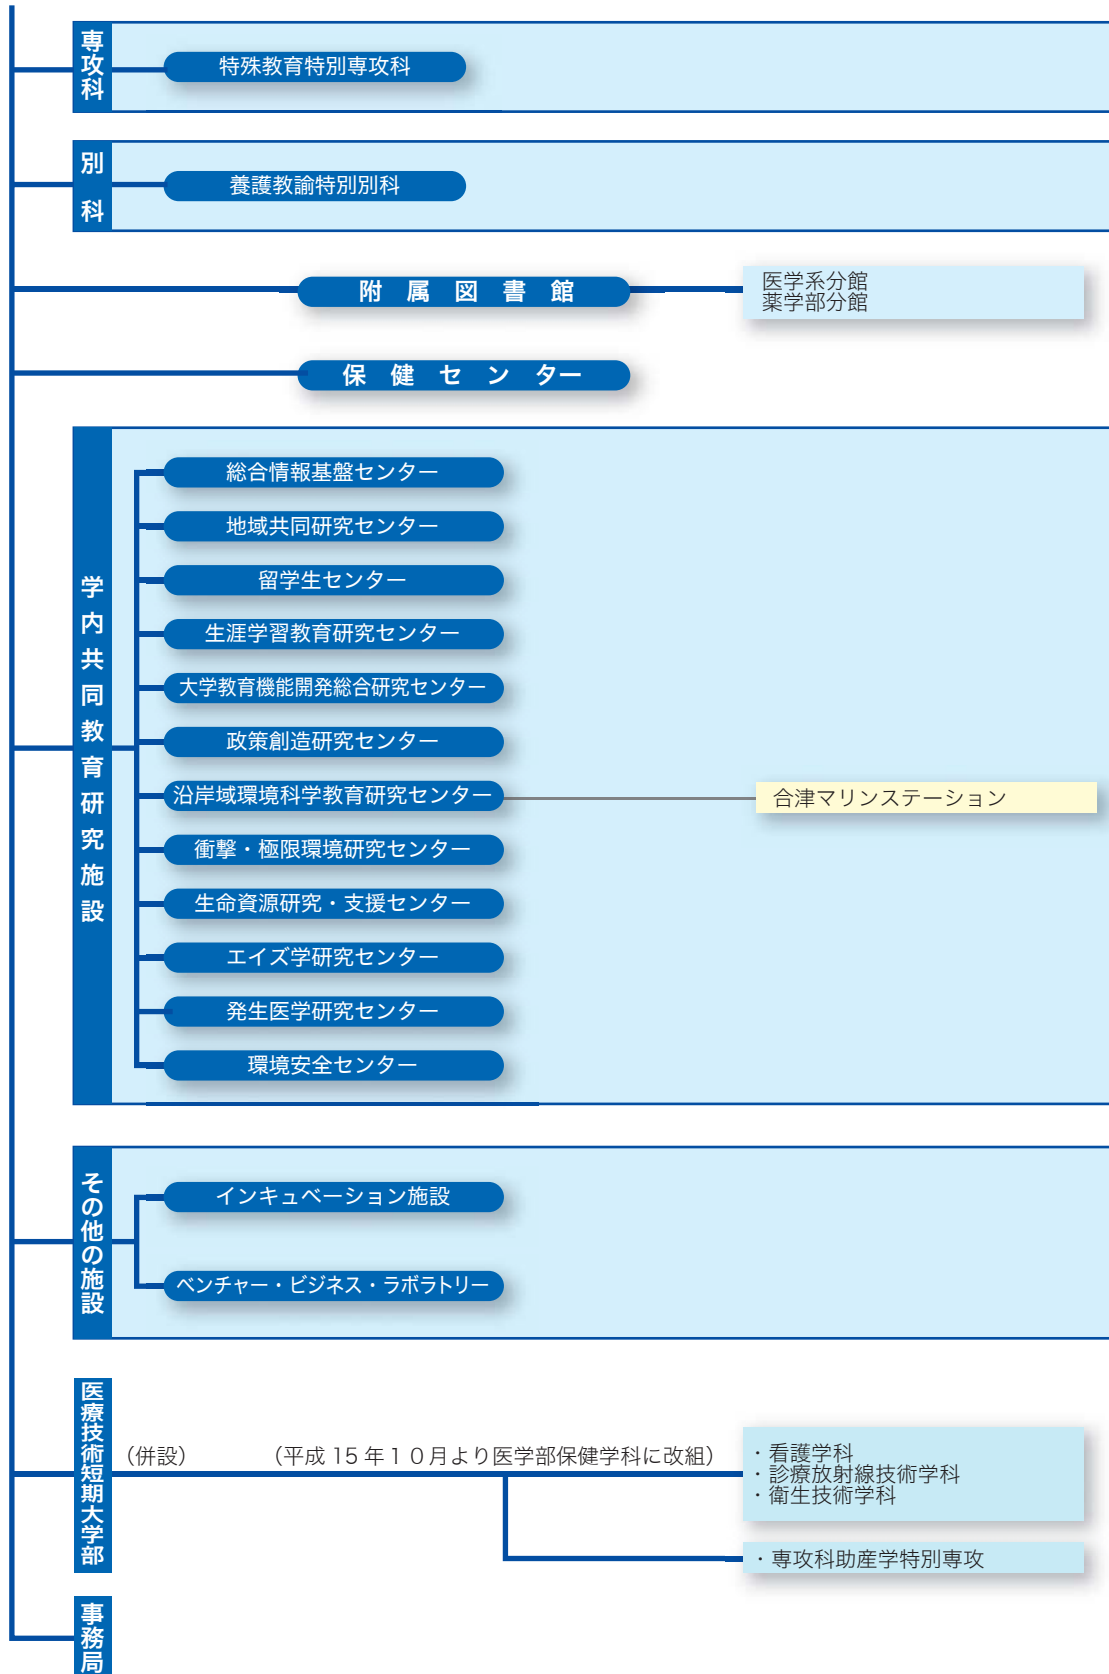 専攻科
特殊教育特別専攻科
別科
養護教諭特別別科
附属図書館
医学系分館
薬学部分館
保健センター
学内共同教育研究施設
総合情報基盤センター
地域共同研究センター
留学生センター
生涯学習教育研究センター
大学教育機能開発総合研究センター
政策創造研究センター
沿岸域環境科学教育研究センター
合津マリンステーション
衝撃・極限環境研究センター
生命資源研究・支援センター
エイズ学研究センター
発生医学研究センター
環境安全センター
その他の施設
インキュベーション施設
ベンチャー・ビジネス・ラボラトリー
医療技術短期大学部
（併設）
（平成15年１０月より医学部保健学科に改組）
・看護学科
・診療放射線技術学科
・衛生技術学科
・専攻科助産学特別専攻
事務局